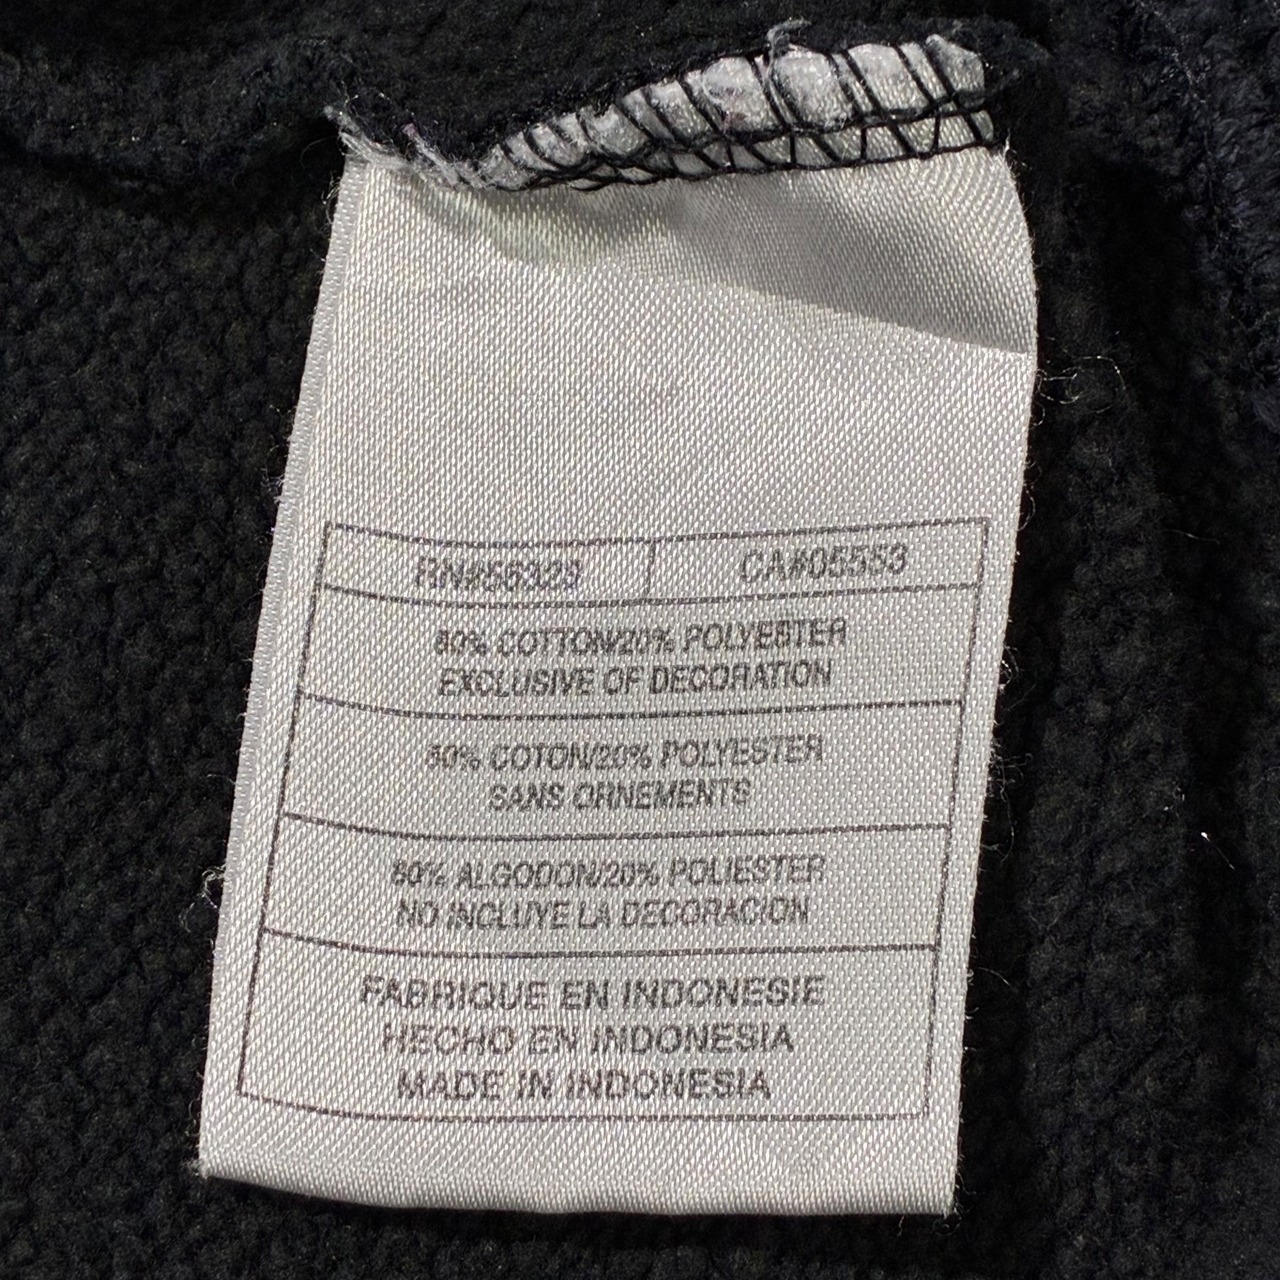 RN#56323 CA#05553
80% COTTON/20% POLYESTER
EXCLUSIVE OF DECORATION
80% COTON/20% POLYESTER
SANS ORNEMENTS
80% ALGODON/20% POLIESTER
NO INCLUYE LA DECORACION
FABRIQUE EN INDONESIE
HECHO EN INDONESIA
MADE IN INDONESIA